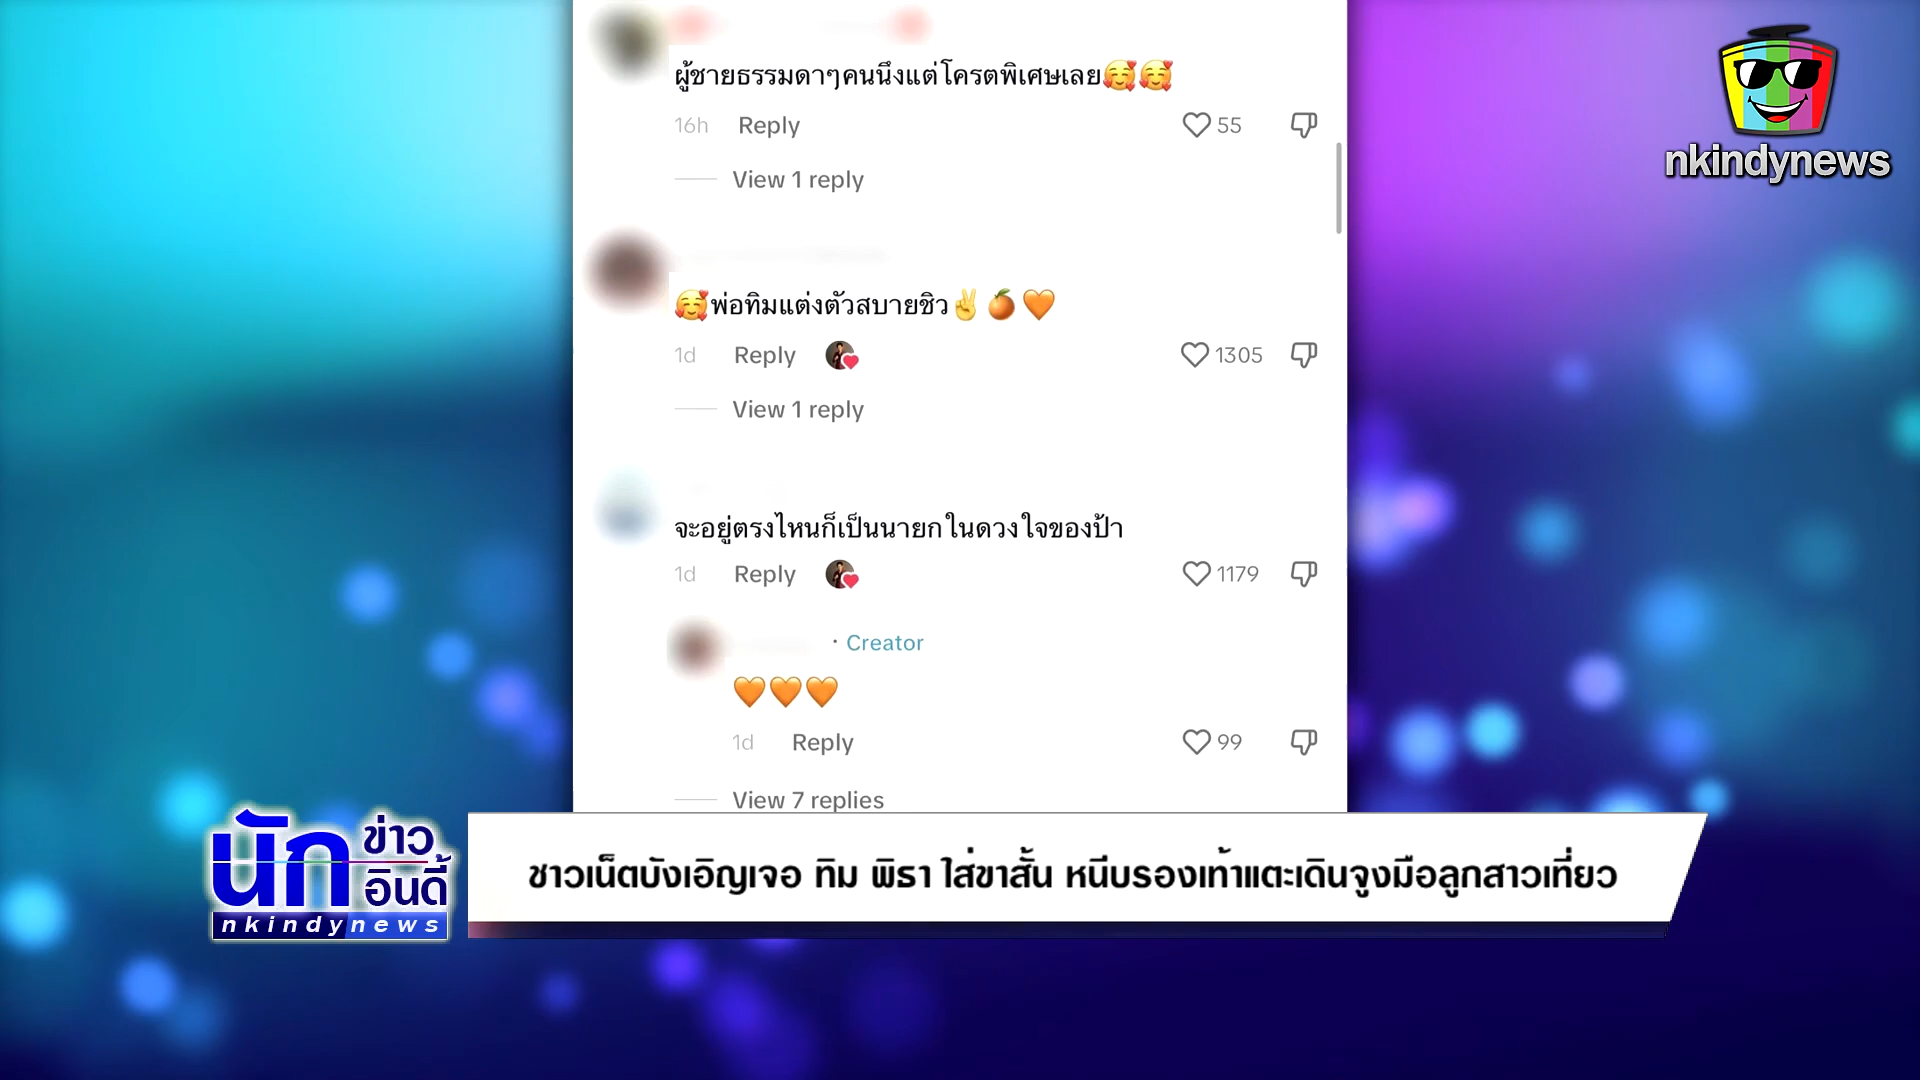 ผู้ชายธรรมดาๆคนนึงแต่โครตพิเศษเลย🥰🥰
16h Reply 55
View 1 reply
nkindynews
🥰พ่อทิมแต่งตัวสบายชิว✌️🍊🧡
1d Reply 1305
View 1 reply
จะอยู่ตรงไหนก็เป็นนายกในดวงใจของป้า
1d Reply 1179
· Creator
🧡🧡🧡
1d Reply 99
View 7 replies
นักข่าวอินดี้
nkindynews
ชาวเน็ตบังเอิญเจอ ทิม พิธา ใส่ขาสั้น หนีบรองเท้าแตะเดินจูงมือลูกสาวเที่ยว